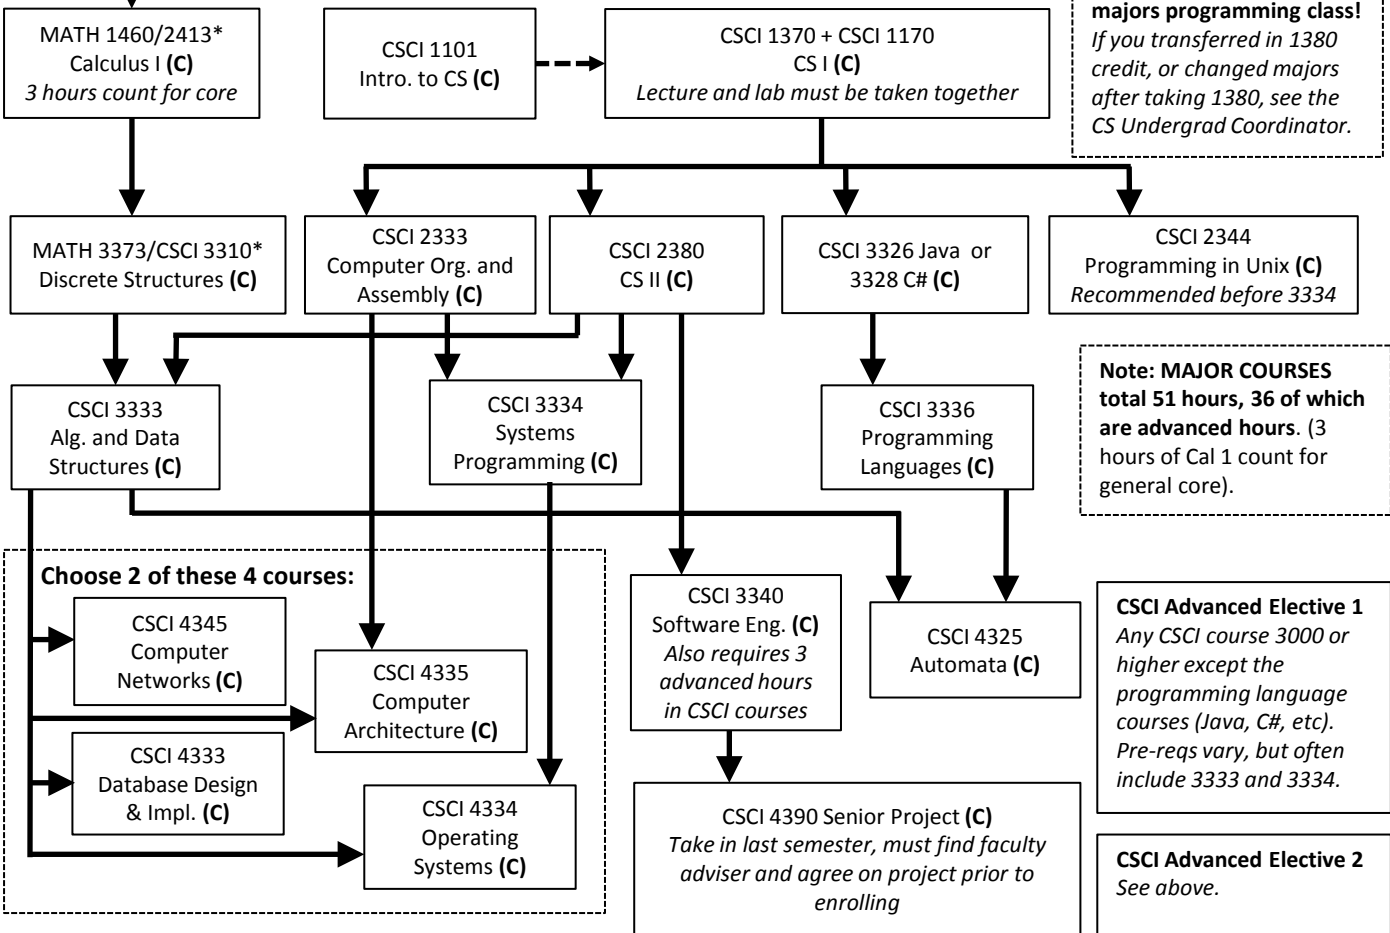 majors programming class!
If you transferred in 1380
credit, or changed majors
after taking 1380, see the
CS Undergrad Coordinator.
MATH 1460/2413*
Calculus I (C)
3 hours count for core
CSCI 1101
Intro. to CS (C)
CSCI 1370 + CSCI 1170
CS I (C)
Lecture and lab must be taken together
MATH 3373/CSCI 3310*
Discrete Structures (C)
CSCI 2333
Computer Org. and
Assembly (C)
CSCI 2380
CS II (C)
CSCI 3326 Java or
3328 C# (C)
CSCI 2344
Programming in Unix (C)
Recommended before 3334
CSCI 3333
Alg. and Data
Structures (C)
CSCI 3334
Systems
Programming (C)
CSCI 3336
Programming
Languages (C)
Note: MAJOR COURSES
total 51 hours, 36 of which
are advanced hours. (3
hours of Cal 1 count for
general core).
Choose 2 of these 4 courses:
CSCI 4345
Computer
Networks (C)
CSCI 4335
Computer
Architecture (C)
CSCI 4333
Database Design
& Impl. (C)
CSCI 4334
Operating
Systems (C)
CSCI 3340
Software Eng. (C)
Also requires 3
advanced hours
in CSCI courses
CSCI 4325
Automata (C)
CSCI Advanced Elective 1
Any CSCI course 3000 or
higher except the
programming language
courses (Java, C#, etc).
Pre-reqs vary, but often
include 3333 and 3334.
CSCI 4390 Senior Project (C)
Take in last semester, must find faculty
adviser and agree on project prior to
enrolling
CSCI Advanced Elective 2
See above.